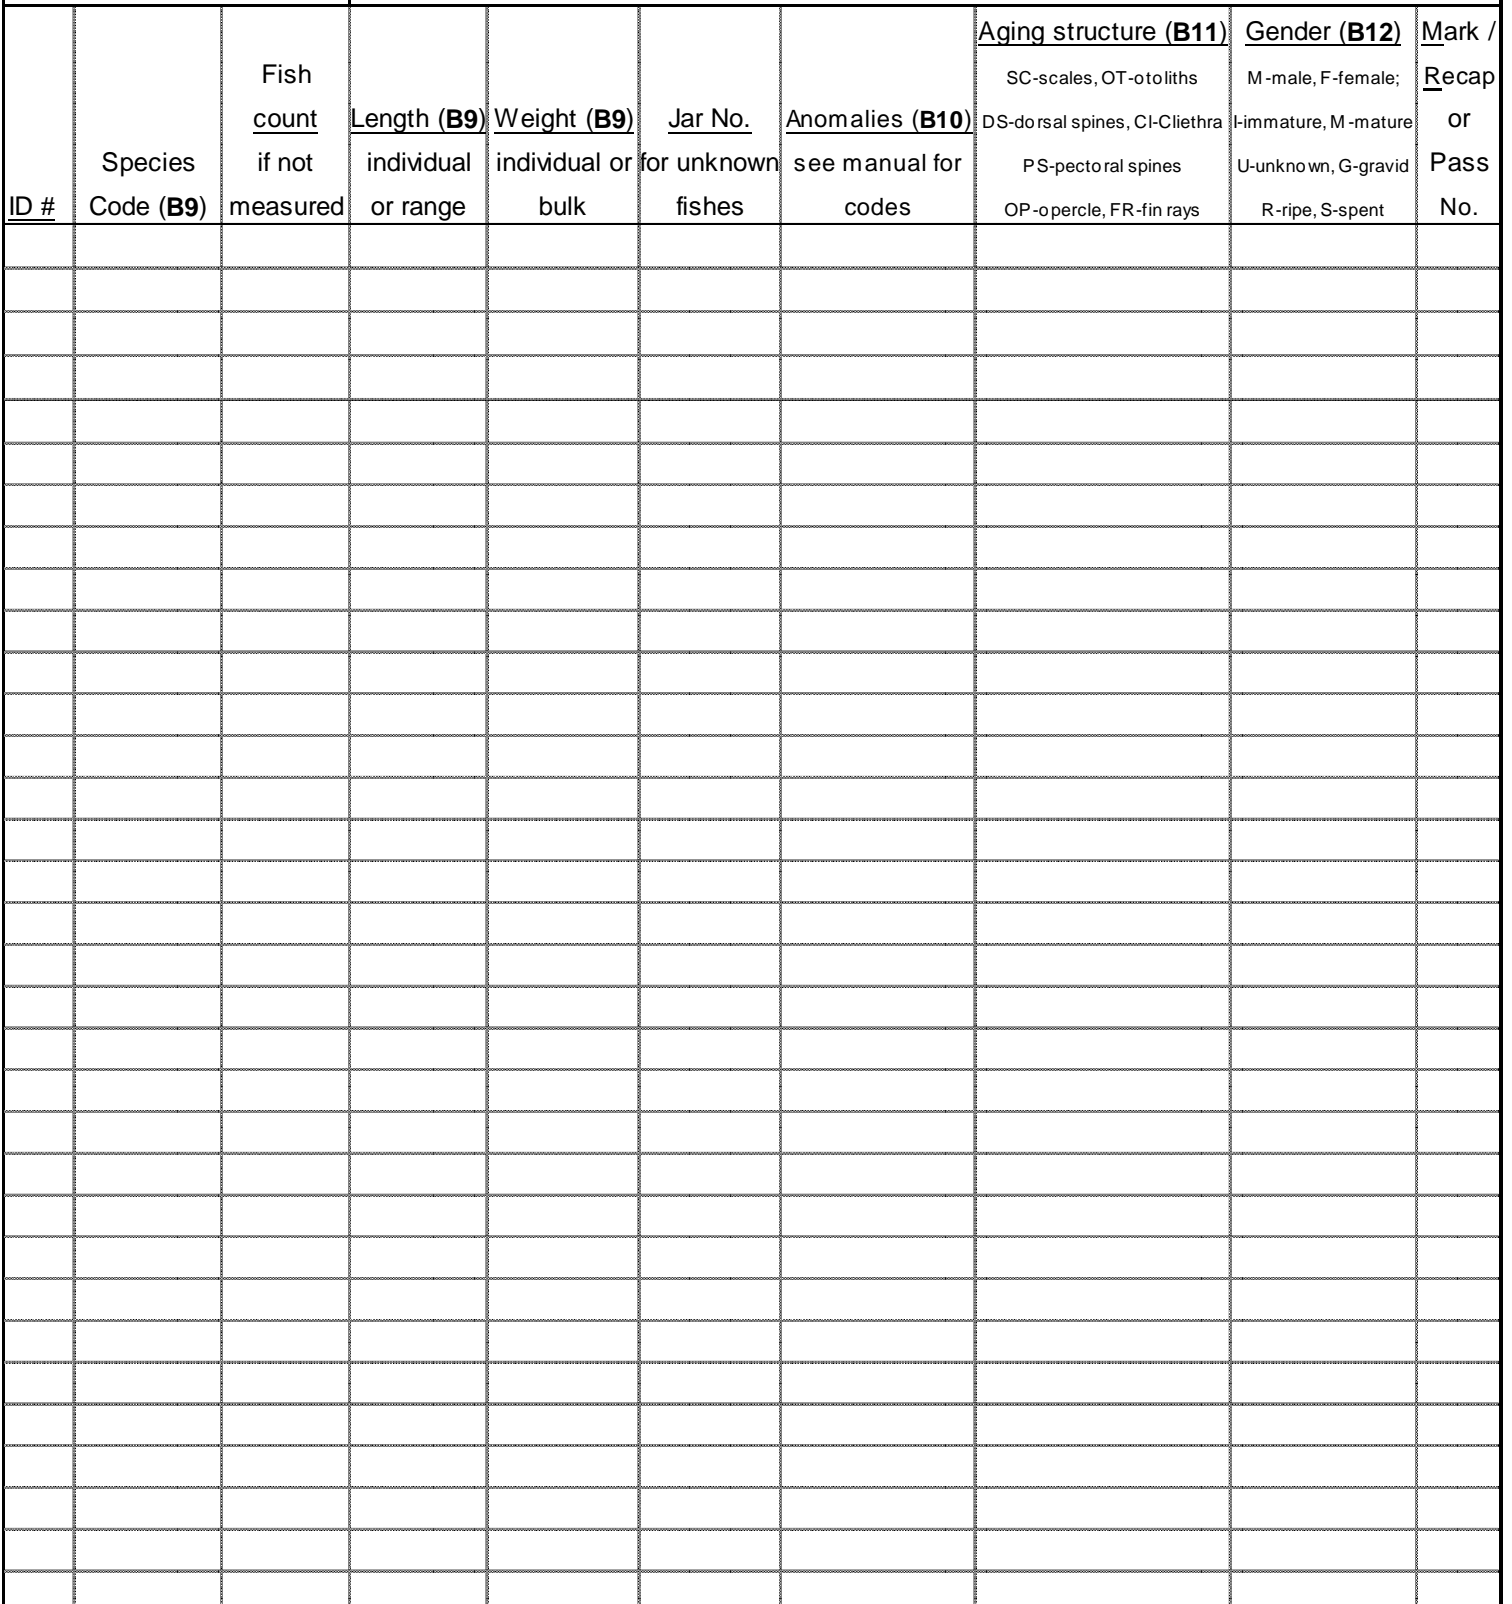 ID #
Species
Code (B9)
Fish
count
if not
measured
Length (B9)
individual
or range
Weight (B9)
individual or
bulk
Jar No.
for unknown
fishes
Anomalies (B10)
see manual for
codes
Aging structure (B11)
SC-scales, OT-otoliths
DS-dorsal spines, Cl-Cliethra
PS-pectoral spines
OP-opercle, FR-fin rays
Gender (B12)
M-male, F-female;
I-immature, M-mature
U-unknown, G-gravid
R-ripe, S-spent
Mark /
Recap
or
Pass
No.